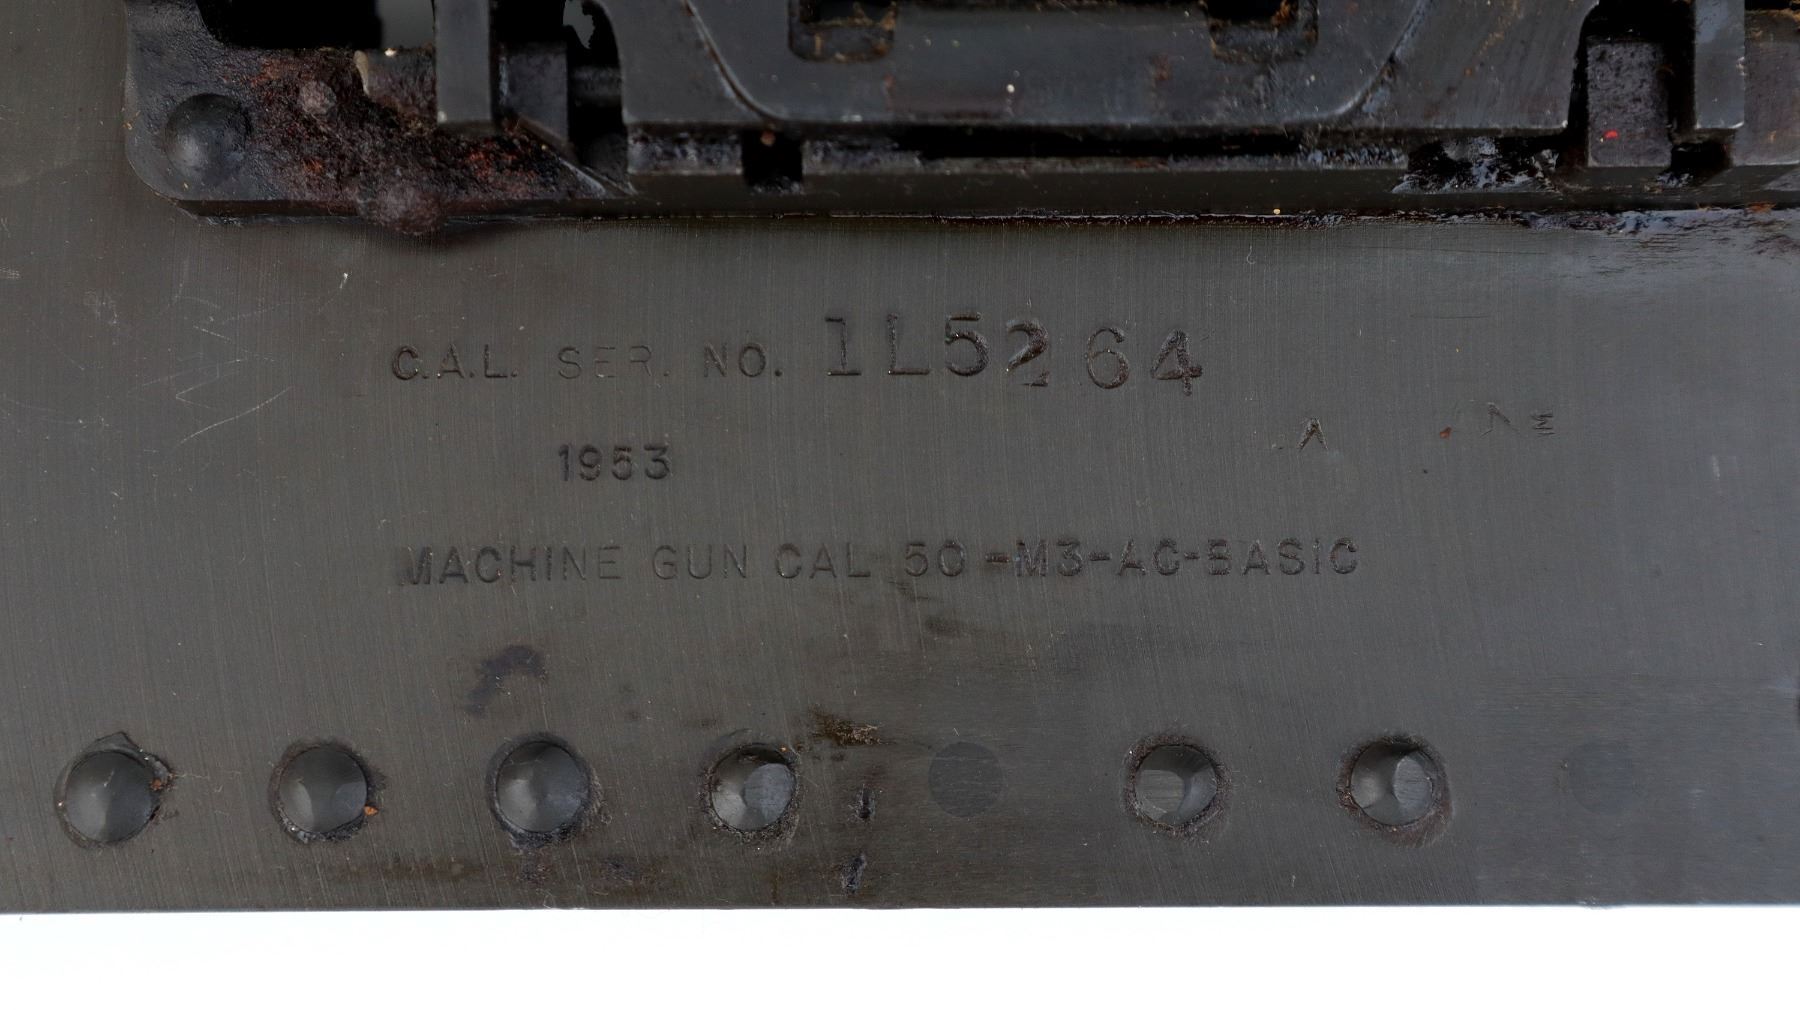 C.A.L. SER. NO. 1L5264
1953
MACHINE GUN CAL 50-M3-AC-BASIC